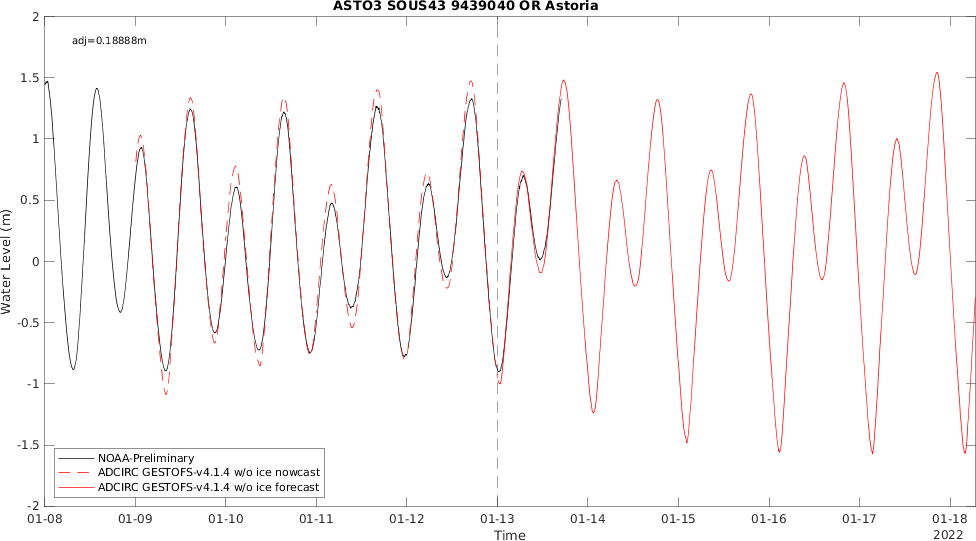 ASTO3 SOUS43 9439040 OR Astoria
adj=0.18888m
Water Level (m)
2
1.5
1
0.5
0
-0.5
-1
-1.5
-2
NOAA-Preliminary
ADCIRC GESTOFS-v4.1.4 w/o ice nowcast
ADCIRC GESTOFS-v4.1.4 w/o ice forecast
01-08 01-09 01-10 01-11 01-12 01-13 01-14 01-15 01-16 01-17 01-18
Time
2022